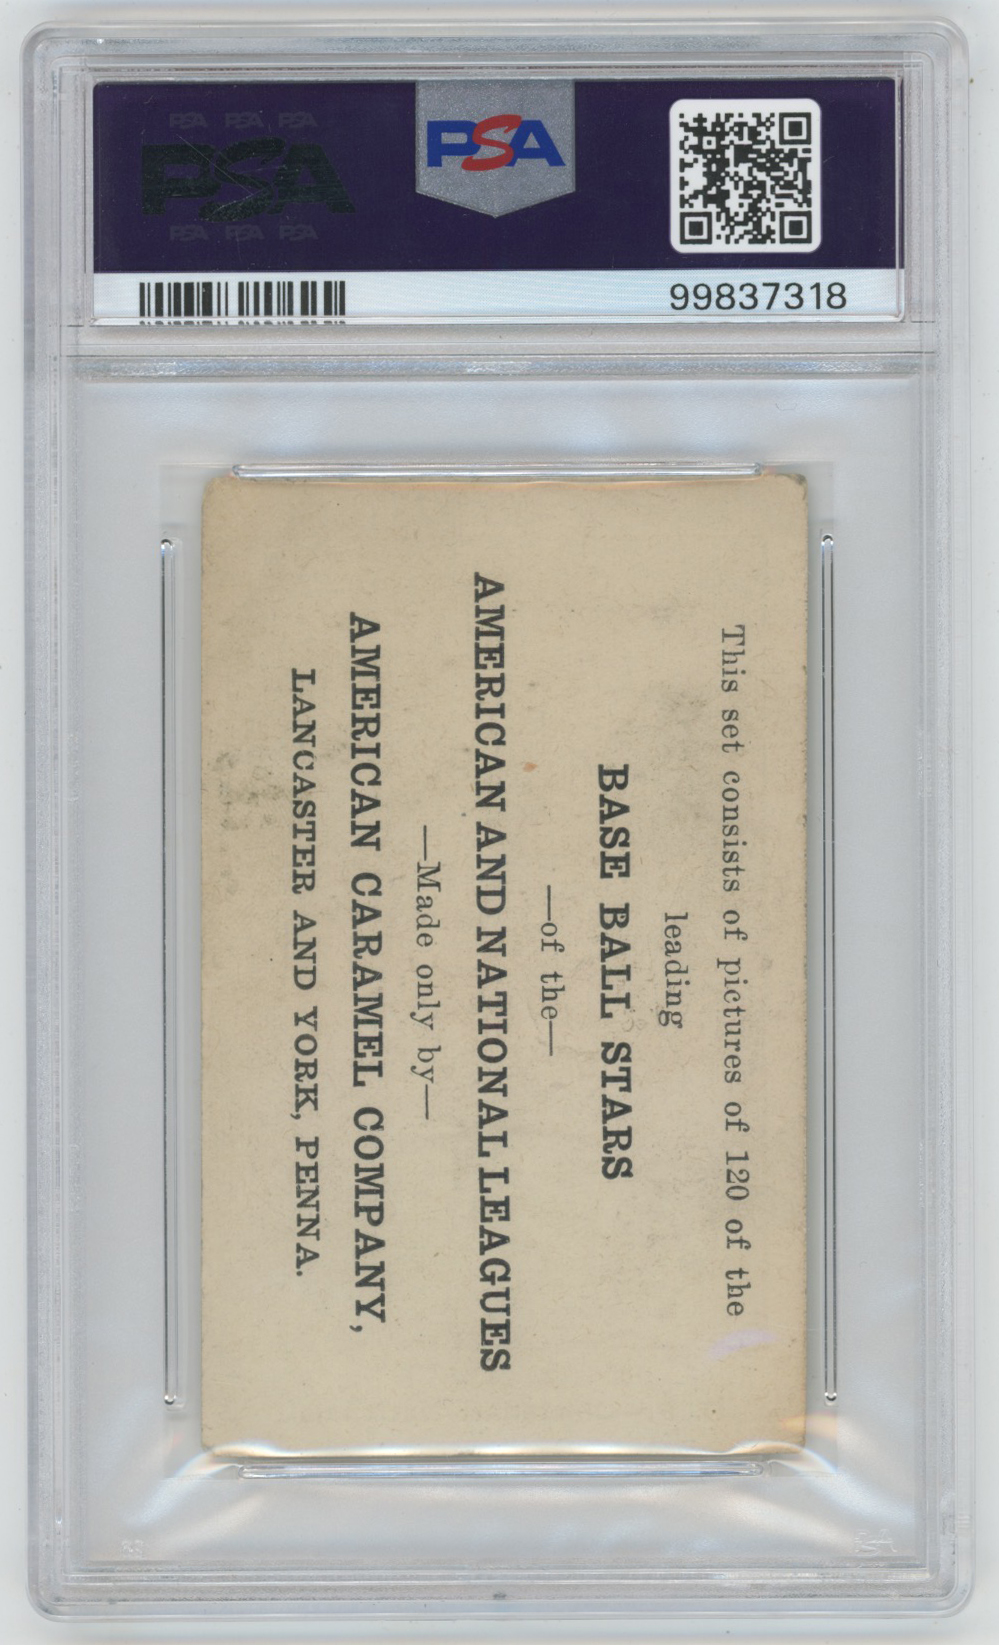 PSA PSA PSA
PSA
PSA PSA PSA
PSA
99837318
This set consists of pictures of 120 of the
leading
BASE BALL STARS
—of the—
AMERICAN AND NATIONAL LEAGUES
—Made only by—
AMERICAN CARAMEL COMPANY,
LANCASTER AND YORK, PENNA.
PSA